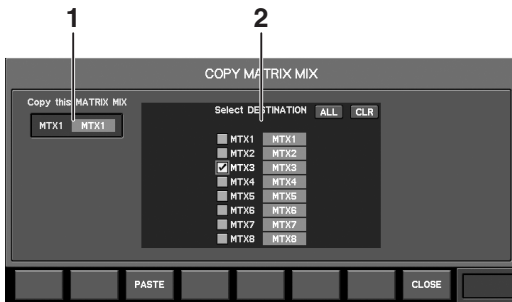 1 2
COPY MATRIX MIX
Copy this MATRIX MIX
MTX1 MTX1
Select DESTINATION ALL CLR
MTX1 MTX1
MTX2 MTX2
MTX3 MTX3
MTX4 MTX4
MTX5 MTX5
MTX6 MTX6
MTX7 MTX7
MTX8 MTX8
PASTE CLOSE